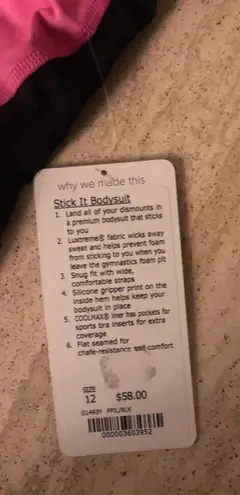 why we made this
Stick It Bodysuit
1. Land all of your dismounts in
a premium bodysuit that sticks
to you
2. Luxtreme® fabric wicks away
sweat and helps prevent foam
from sticking to you when you
leave the gymnastics foam pit
3. Snug fit with wide,
comfortable straps
4. Silicone gripper print on the
inside hem helps keep your
bodysuit in place
5. COOLMAX® liner has pockets for
sports bra inserts for extra
coverage
6. Flat seamed for
chafe-resistance and comfort
SIZE
12 $58.00
G1493Y PPIL/BLK
000003603952